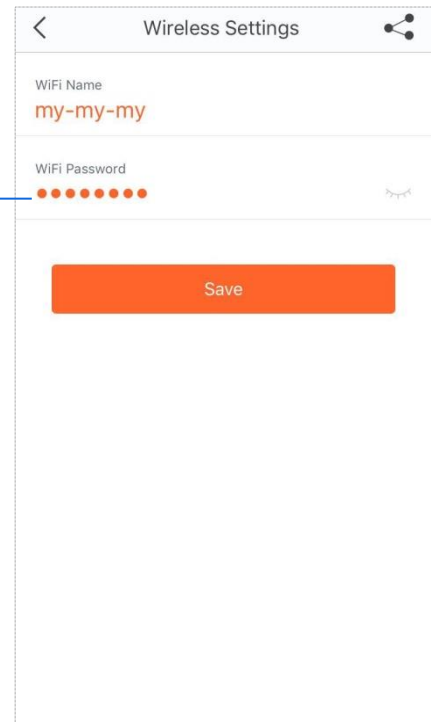 Wireless Settings
WiFi Name
my-my-my
WiFi Password
●●●●●●●●
Save